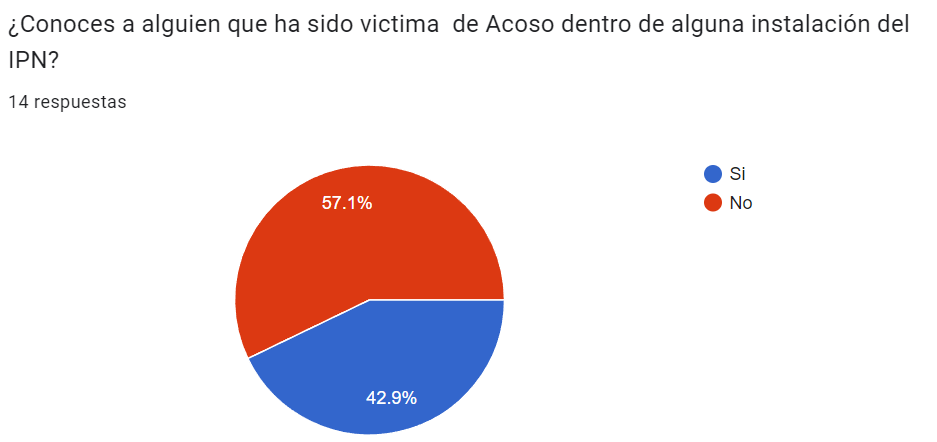 ¿Conoces a alguien que ha sido victima  de Acoso dentro de alguna instalación del
IPN?
14 respuestas
Si
No
57.1%
42.9%